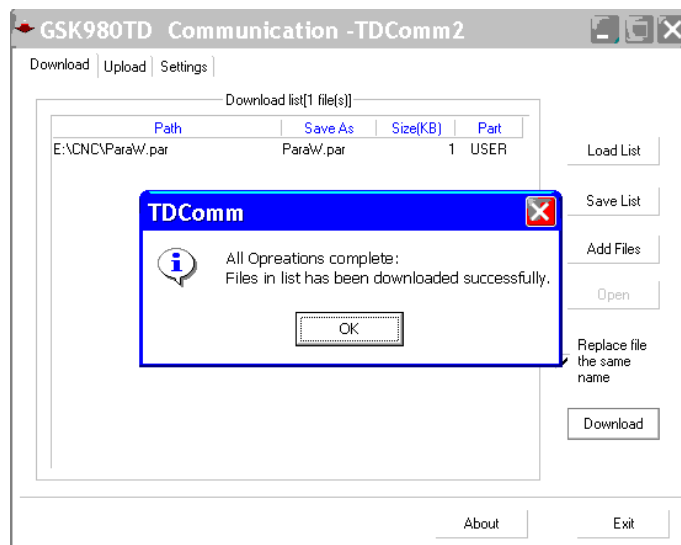 GSK980TD Communication -TDComm2
Download Upload Settings
Download list[1 file(s)]
Path Save As Size(KB) Part
E:\CNC\ParaW.par ParaW.par 1 USER
Load List
Save List
Add Files
Open
Replace file
the same
name
Download
TDComm
All Opreations complete:
Files in list has been downloaded successfully.
OK
About Exit